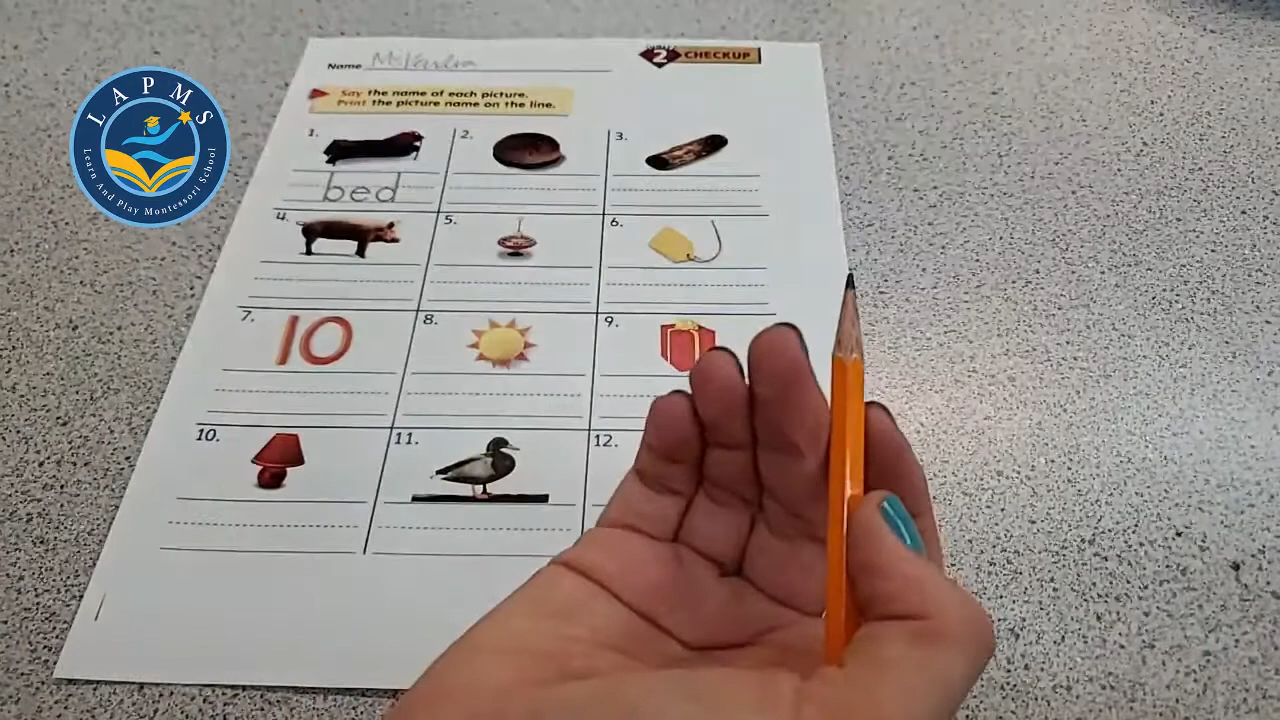 LAPMS
Learn And Play Montessori School
Name
2 CHECKUP
Say the name of each picture.
Print the picture name on the line.
1. 2. 3.
bed
4. 5. 6.
7. 10 8. 9.
10. 11. 12.